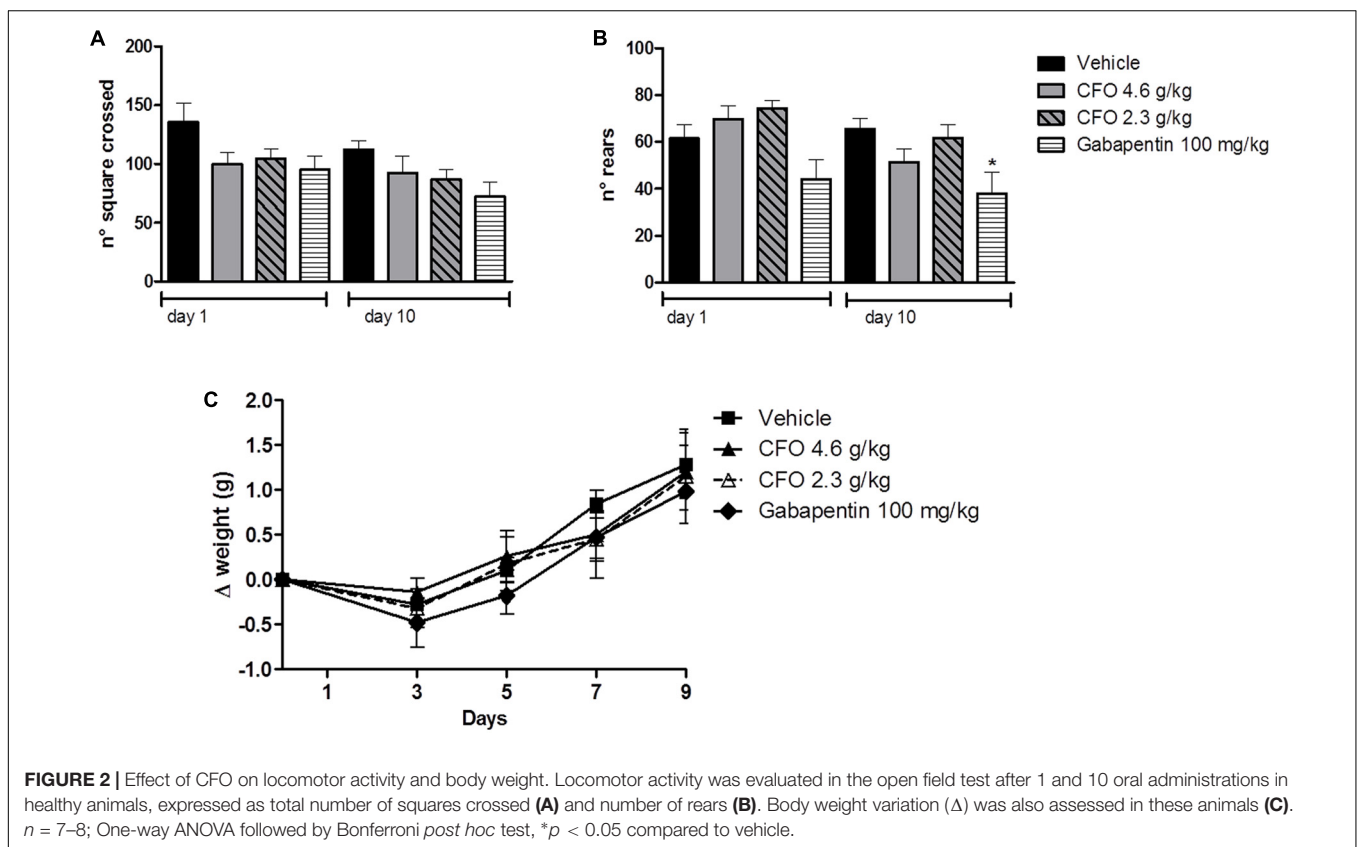 A
200
150
100
50
0
n° square crossed
day 1
day 10
B
100
80
60
40
20
0
n° rears
*
day 1
day 10
Vehicle
CFO 4.6 g/kg
CFO 2.3 g/kg
Gabapentin 100 mg/kg
C
2.0
1.5
1.0
0.5
0.0
-0.5
-1.0
Δ weight (g)
1 3 5 7 9
Days
Vehicle
CFO 4.6 g/kg
CFO 2.3 g/kg
Gabapentin 100 mg/kg
FIGURE 2 | Effect of CFO on locomotor activity and body weight. Locomotor activity was evaluated in the open field test after 1 and 10 oral administrations in
healthy animals, expressed as total number of squares crossed (A) and number of rears (B). Body weight variation (Δ) was also assessed in these animals (C).
n = 7–8; One-way ANOVA followed by Bonferroni post hoc test, *p < 0.05 compared to vehicle.